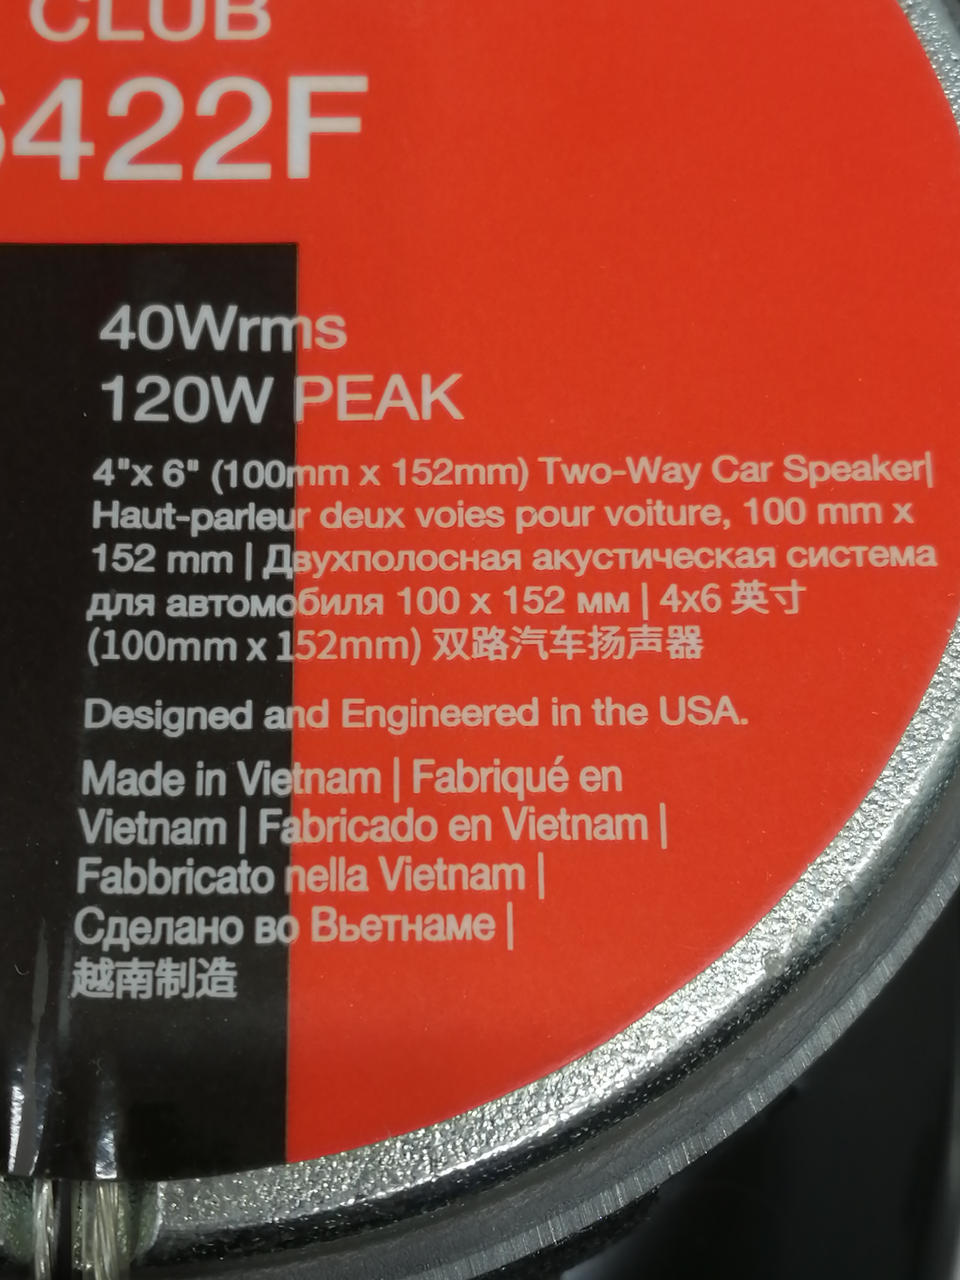 CLUB
6422F
40Wrms
120W PEAK
4"x 6" (100mm x 152mm) Two-Way Car Speaker|
Haut-parleur deux voies pour voiture, 100 mm x
152 mm | Двухполосная акустическая система
для автомобиля 100 x 152 мм | 4x6 英寸
(100mm x 152mm) 双路汽车扬声器
Designed and Engineered in the USA.
Made in Vietnam | Fabriqué en
Vietnam | Fabricado en Vietnam |
Fabbricato nella Vietnam |
Сделано во Вьетнаме |
越南制造